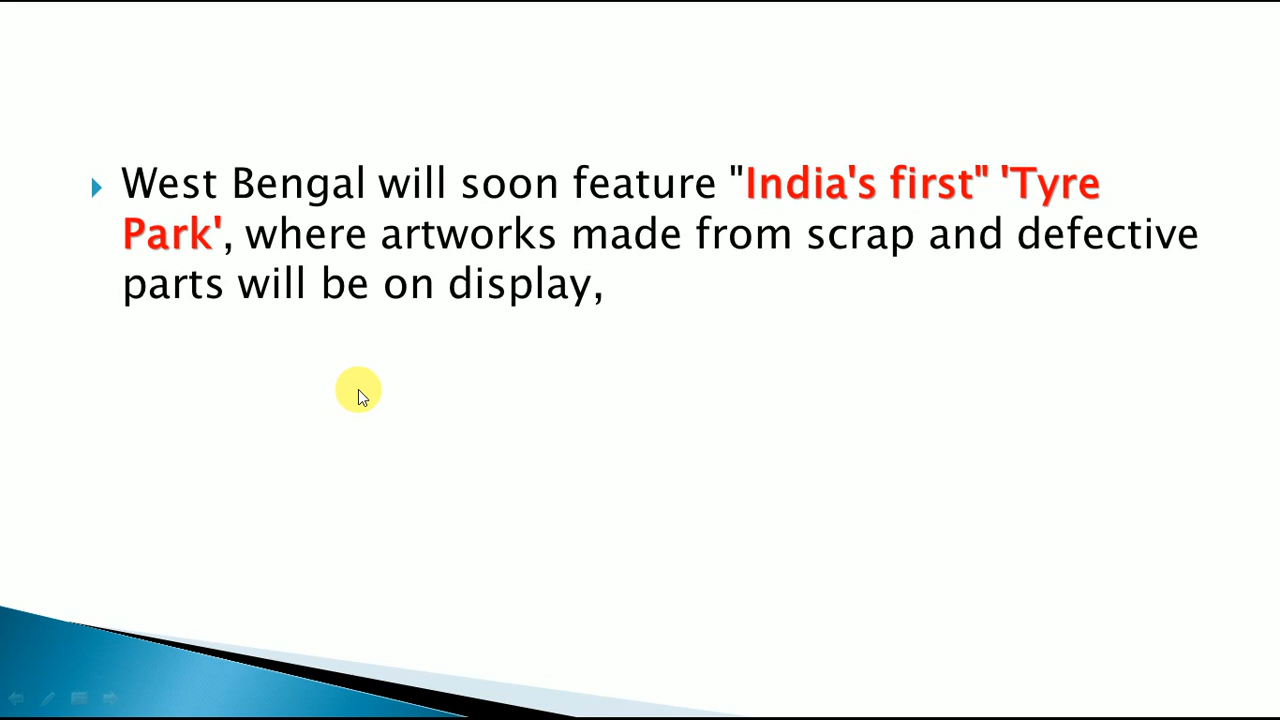 West Bengal will soon feature "India's first" 'Tyre
Park', where artworks made from scrap and defective
parts will be on display,